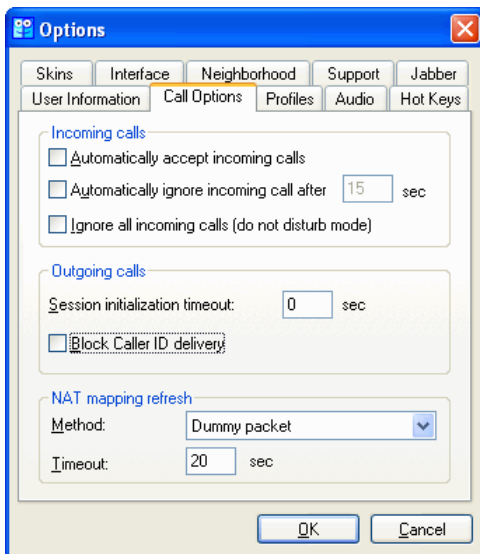 Options
Skins Interface Neighborhood Support Jabber
User Information Call Options Profiles Audio Hot Keys
Incoming calls
Automatically accept incoming calls
Automatically ignore incoming call after 15 sec
Ignore all incoming calls (do not disturb mode)
Outgoing calls
Session initialization timeout: 0 sec
Block Caller ID delivery
NAT mapping refresh
Method: Dummy packet
Timeout: 20 sec
OK Cancel